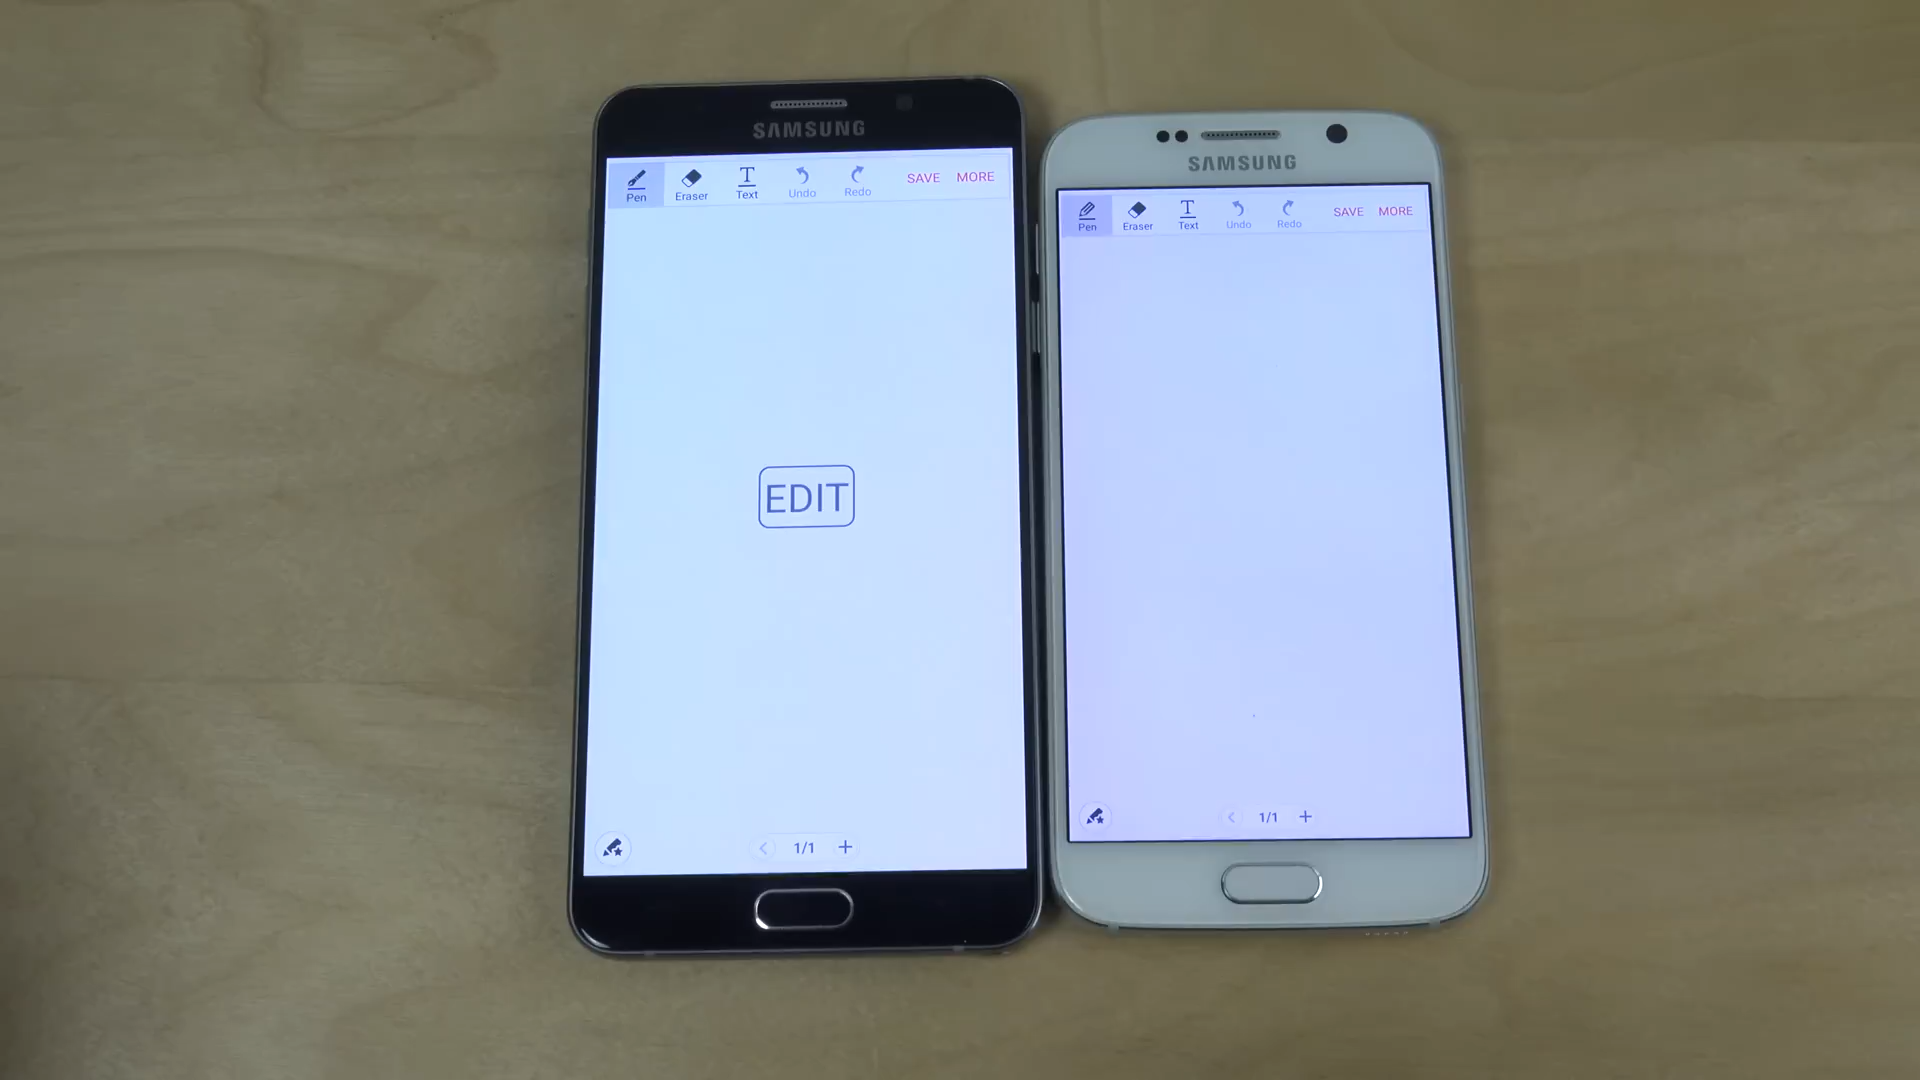 SAMSUNG
Pen Eraser Text Undo Redo SAVE MORE
EDIT
1/1
SAMSUNG
Pen Eraser Text Undo Redo SAVE MORE
1/1